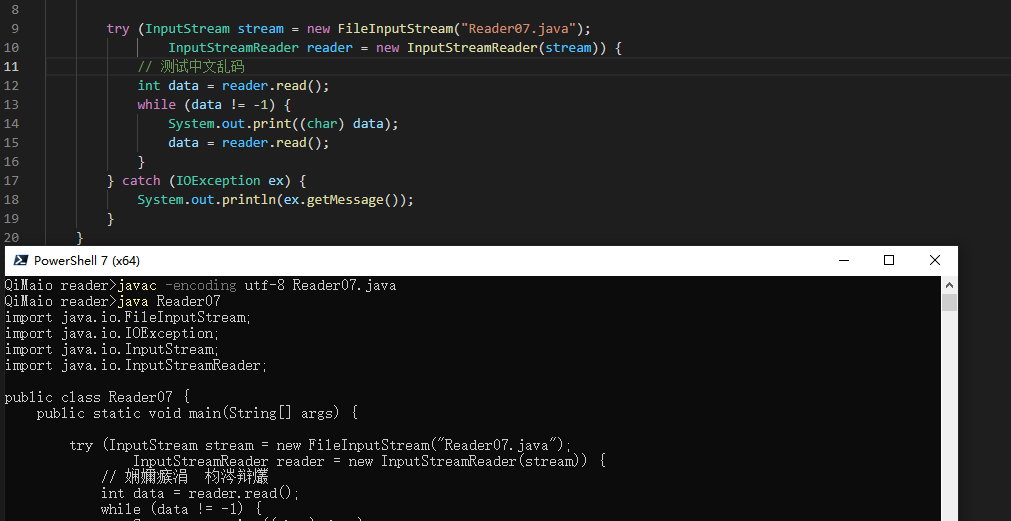 8
9 try (InputStream stream = new FileInputStream("Reader07.java");
10 InputStreamReader reader = new InputStreamReader(stream)) {
11 // 测试中文乱码
12 int data = reader.read();
13 while (data != -1) {
14 System.out.print((char) data);
15 data = reader.read();
16 }
17 } catch (IOException ex) {
18 System.out.println(ex.getMessage());
19 }
20 }
PowerShell 7 (x64)
QiMaio reader>javac -encoding utf-8 Reader07.java
QiMaio reader>java Reader07
import java.io.FileInputStream;
import java.io.IOException;
import java.io.InputStream;
import java.io.InputStreamReader;
public class Reader07 {
public static void main(String[] args) {
try (InputStream stream = new FileInputStream("Reader07.java");
InputStreamReader reader = new InputStreamReader(stream)) {
// 娴嬭瘯涓
int data = reader.read();
while (data != -1) {